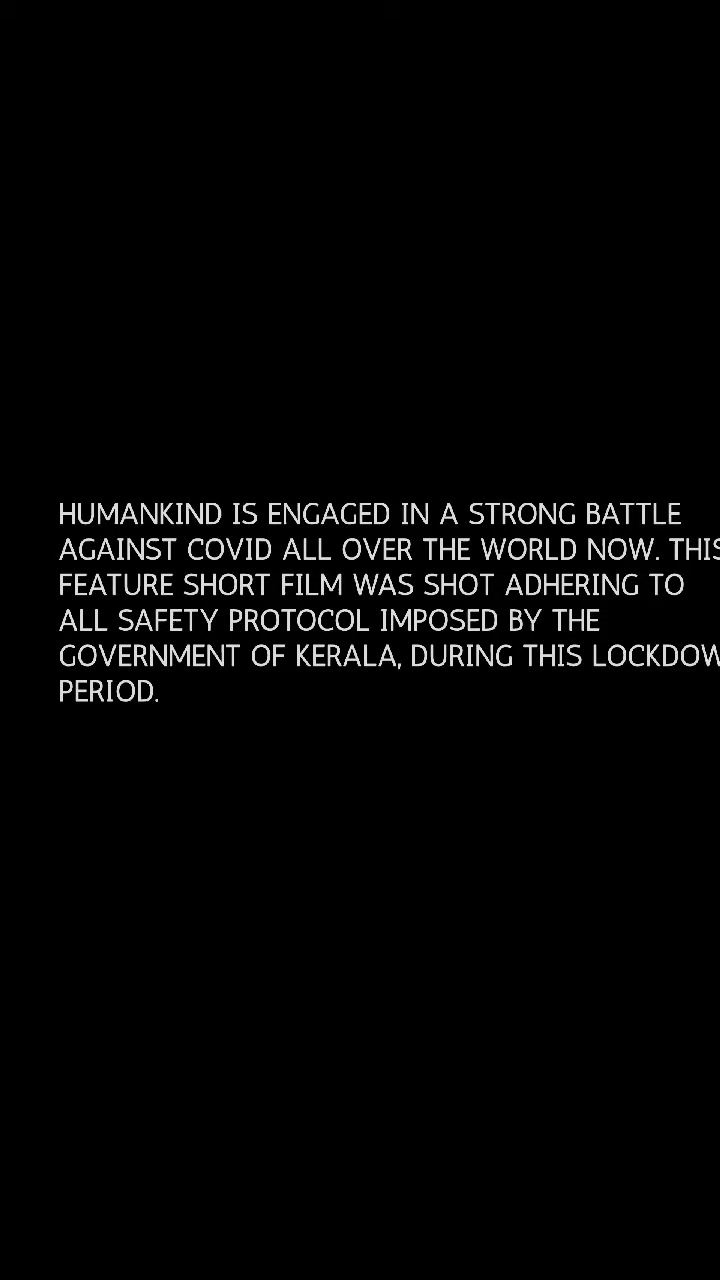 HUMANKIND IS ENGAGED IN A STRONG BATTLE
AGAINST COVID ALL OVER THE WORLD NOW. THIS
FEATURE SHORT FILM WAS SHOT ADHERING TO
ALL SAFETY PROTOCOL IMPOSED BY THE
GOVERNMENT OF KERALA, DURING THIS LOCKDOW
PERIOD.